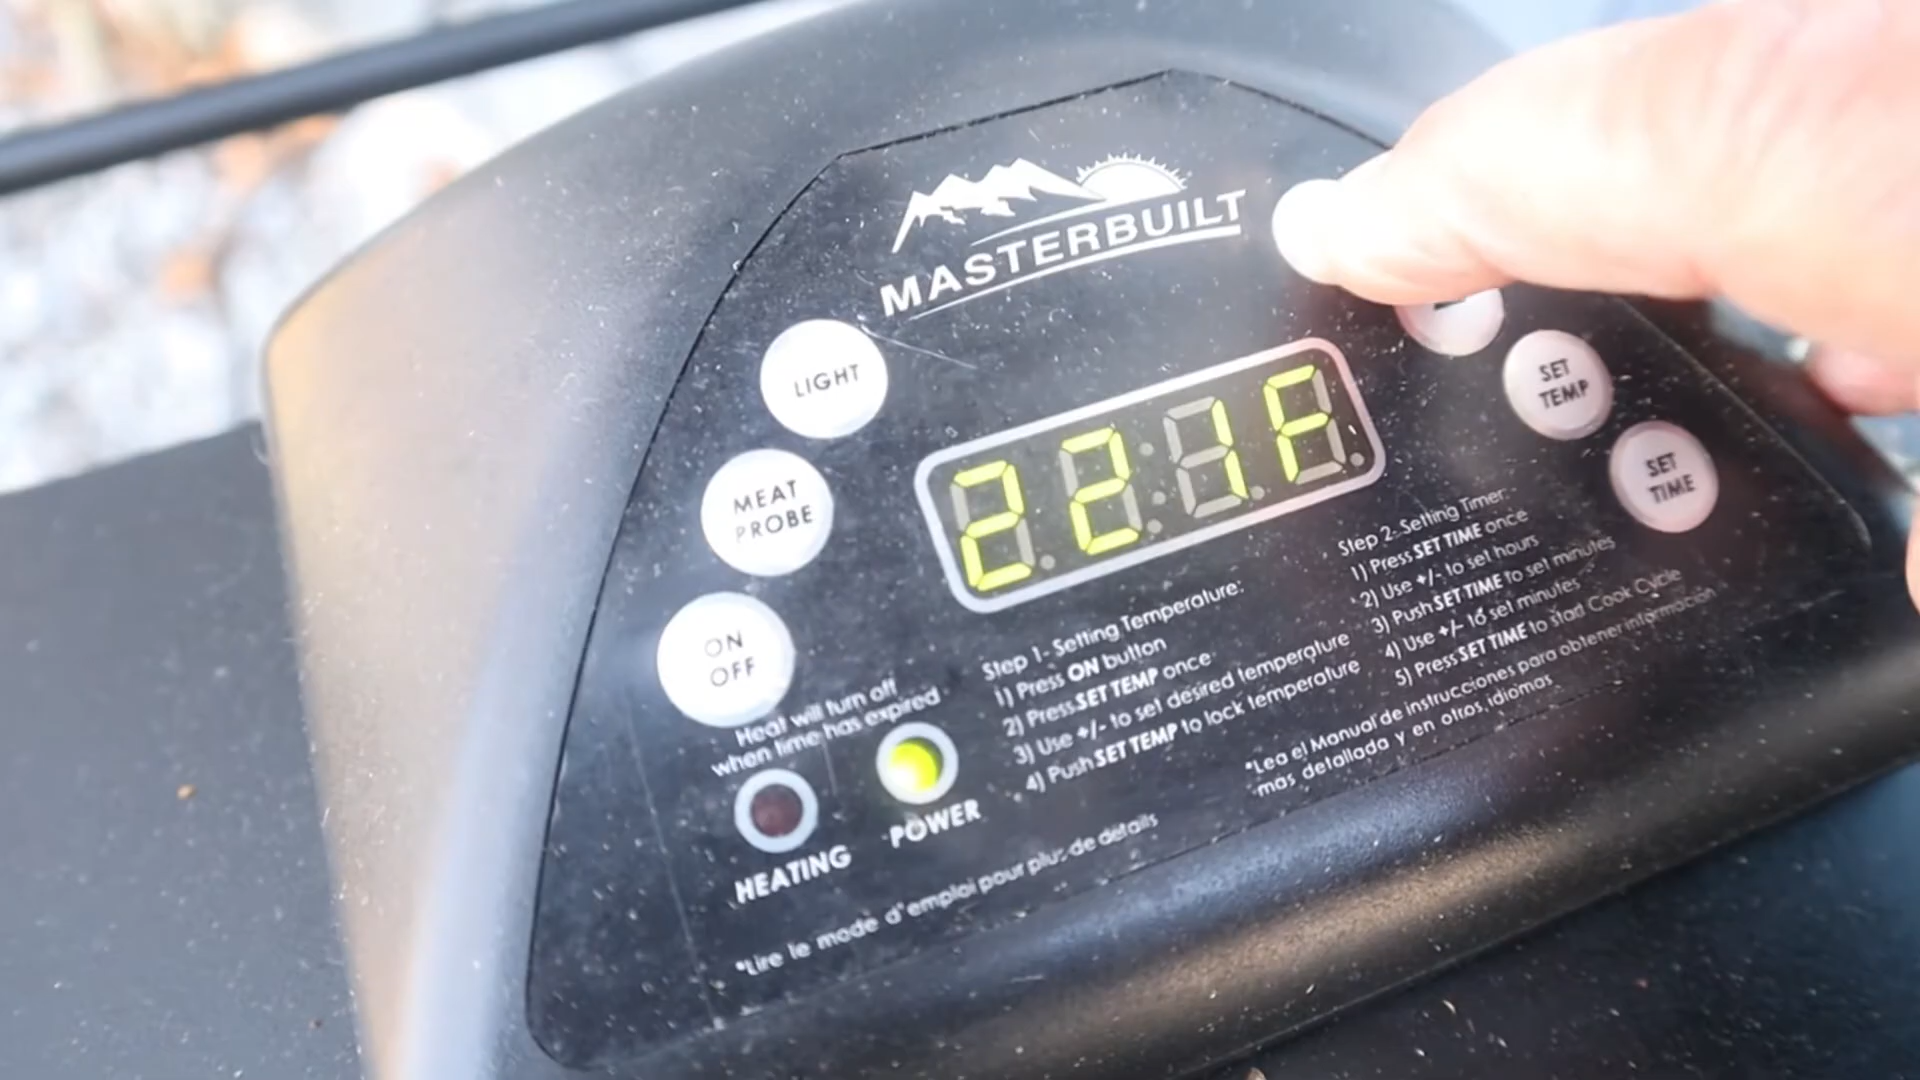 MASTERBUILT
LIGHT
MEAT
PROBE
ON
OFF
221F
SET
TEMP
SET
TIME
Heat will turn off
when time has expired
HEATING
POWER
Step 1- Setting Temperature:
1) Press ON button
2) Press SET TEMP once
3) Use +/- to set desired temperature
4) Push SET TEMP to lock temperature
Step 2- Setting Timer:
1) Press SET TIME once
2) Use +/- to set hours
3) Push SET TIME to set minutes
4) Use +/- to set minutes
5) Press SET TIME to start Cook Cycle
*Lea el Manual de instrucciones para obtener información
más detallada y en otros idiomas
*Lire le mode d'emploi pour plus de details